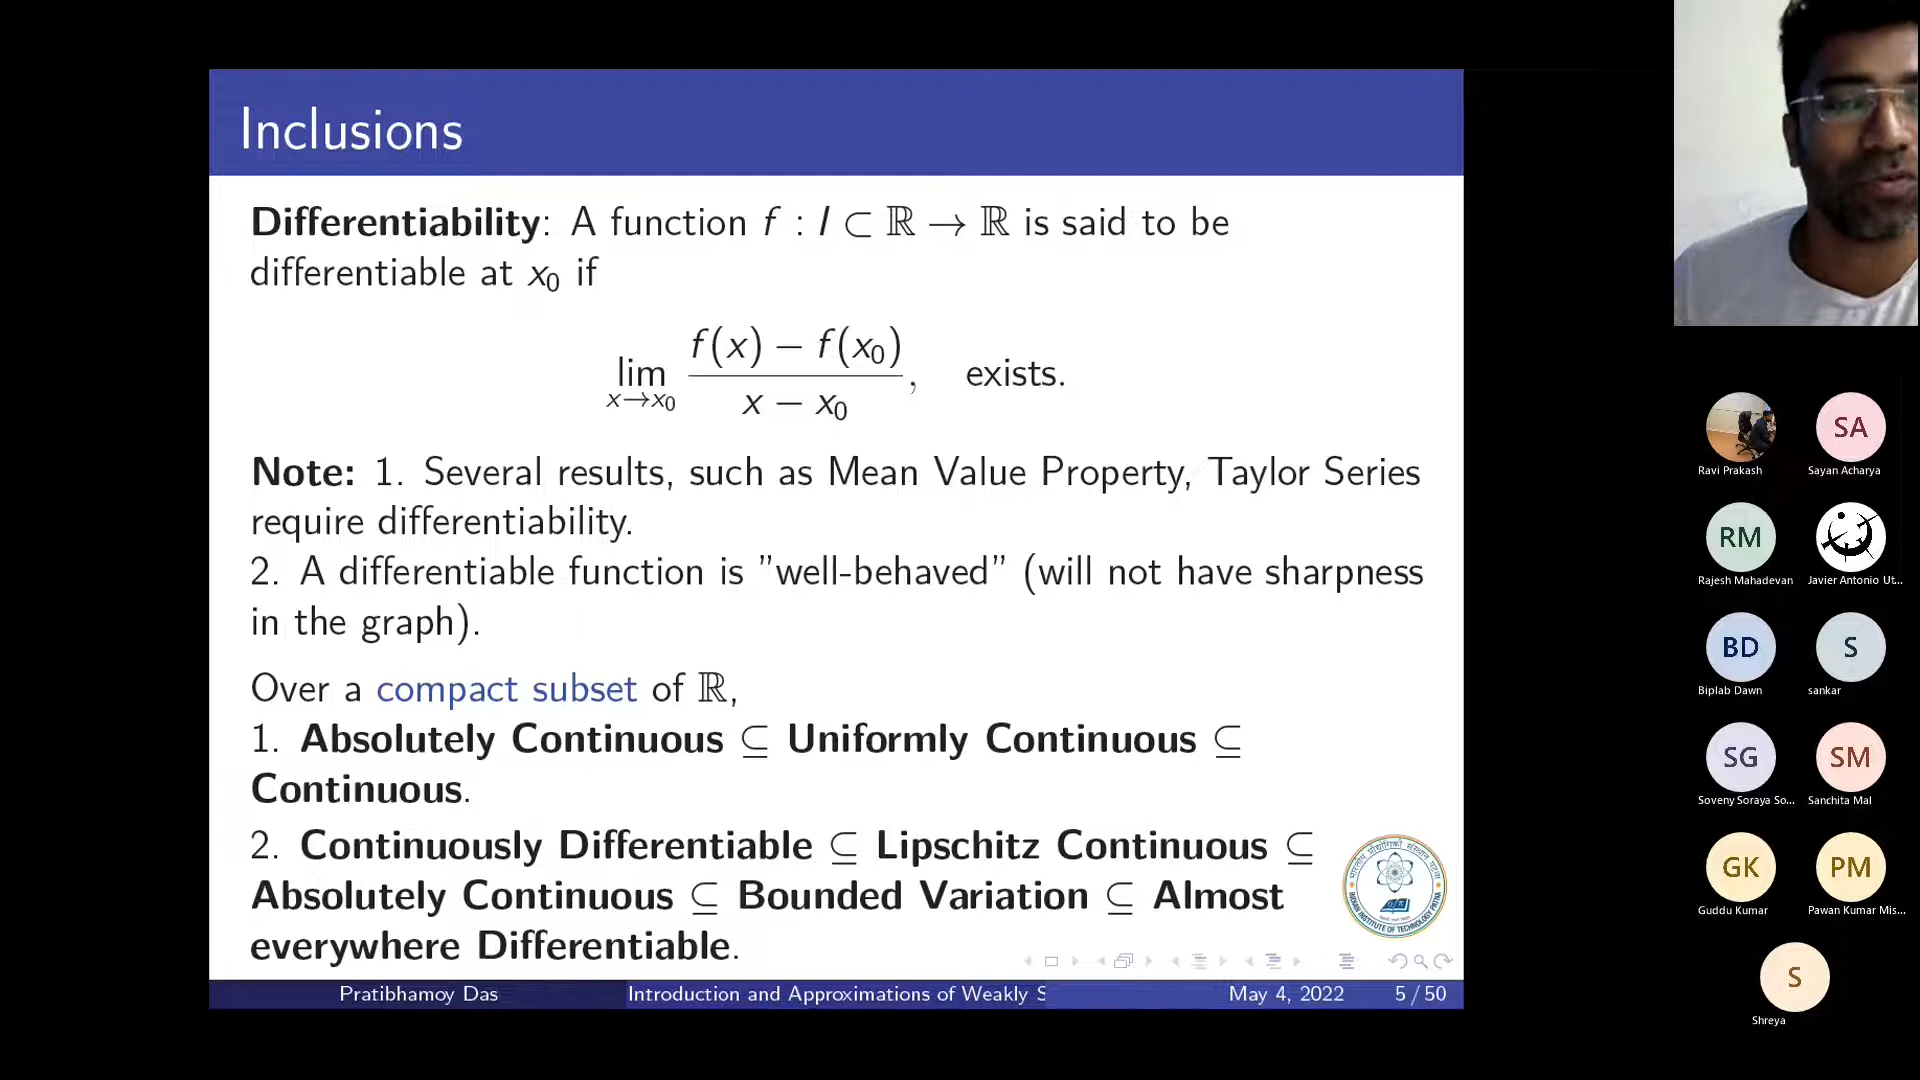 Inclusions
Differentiability: A function f : I ⊂ ℝ → ℝ is said to be
differentiable at x₀ if
lim x→x₀ (f(x) − f(x₀)) / (x − x₀), exists.
Note: 1. Several results, such as Mean Value Property, Taylor Series
require differentiability.
2. A differentiable function is ”well-behaved” (will not have sharpness
in the graph).
Over a compact subset of ℝ,
1. Absolutely Continuous ⊆ Uniformly Continuous ⊆
Continuous.
2. Continuously Differentiable ⊆ Lipschitz Continuous ⊆
Absolutely Continuous ⊆ Bounded Variation ⊆ Almost
everywhere Differentiable.
Pratibhamoy Das Introduction and Approximations of Weakly S May 4, 2022 5 / 50
SA
Ravi Prakash Sayan Acharya
RM
Rajesh Mahadevan Javier Antonio Ut...
BD S
Biplab Dawn sankar
SG SM
Soveny Soraya So... Sanchita Mal
GK PM
Guddu Kumar Pawan Kumar Mis...
S
Shreya
INDIAN INSTITUTE OF TECHNOLOGY PATNA